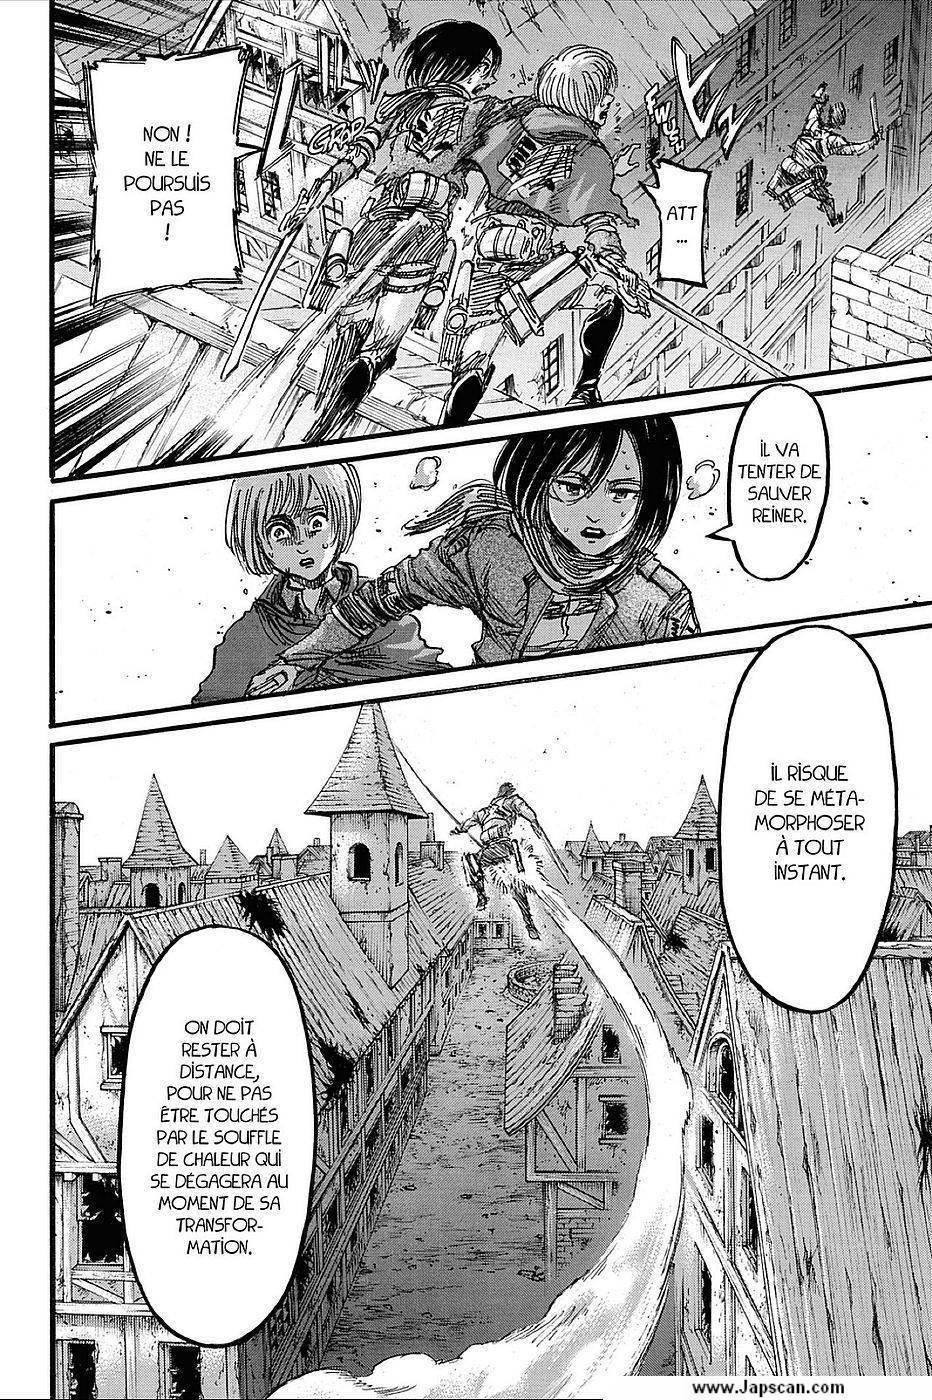 ATT
...
NON !
NE LE
POURSUIS
PAS
!
FWUSH
GRAP
IL VA
TENTER DE
SAUVER
REINER.
IL RISQUE
DE SE MÉTA-
MORPHOSER
À TOUT
INSTANT.
ON DOIT
RESTER À
DISTANCE,
POUR NE PAS
ÊTRE TOUCHÉS
PAR LE SOUFFLE
DE CHALEUR QUI
SE DÉGAGERA AU
MOMENT DE SA
TRANSFOR-
MATION.
www.Japscan.com